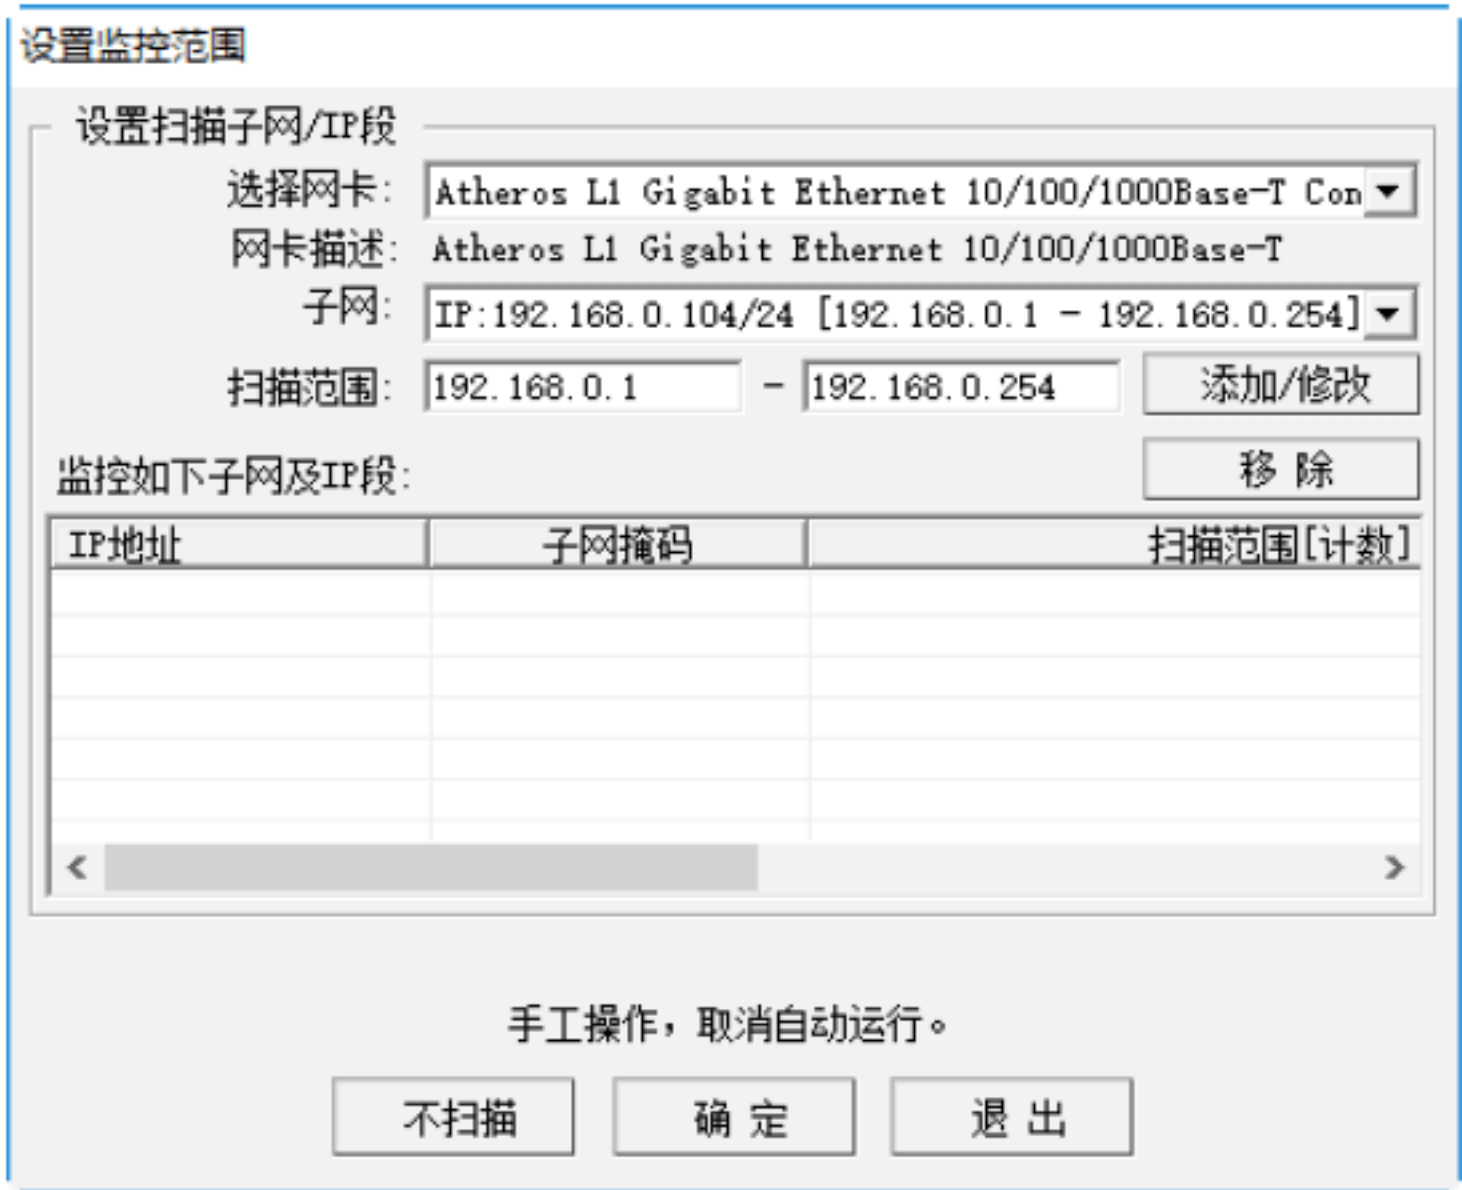 设置监控范围
设置扫描子网/IP段
选择网卡: Atheros L1 Gigabit Ethernet 10/100/1000Base-T Con
网卡描述: Atheros L1 Gigabit Ethernet 10/100/1000Base-T
子网: IP:192.168.0.104/24 [192.168.0.1 - 192.168.0.254]
扫描范围: 192.168.0.1 - 192.168.0.254 添加/修改
监控如下子网及IP段: 移 除
IP地址 子网掩码 扫描范围[计数]
手工操作，取消自动运行。
不扫描 确 定 退 出